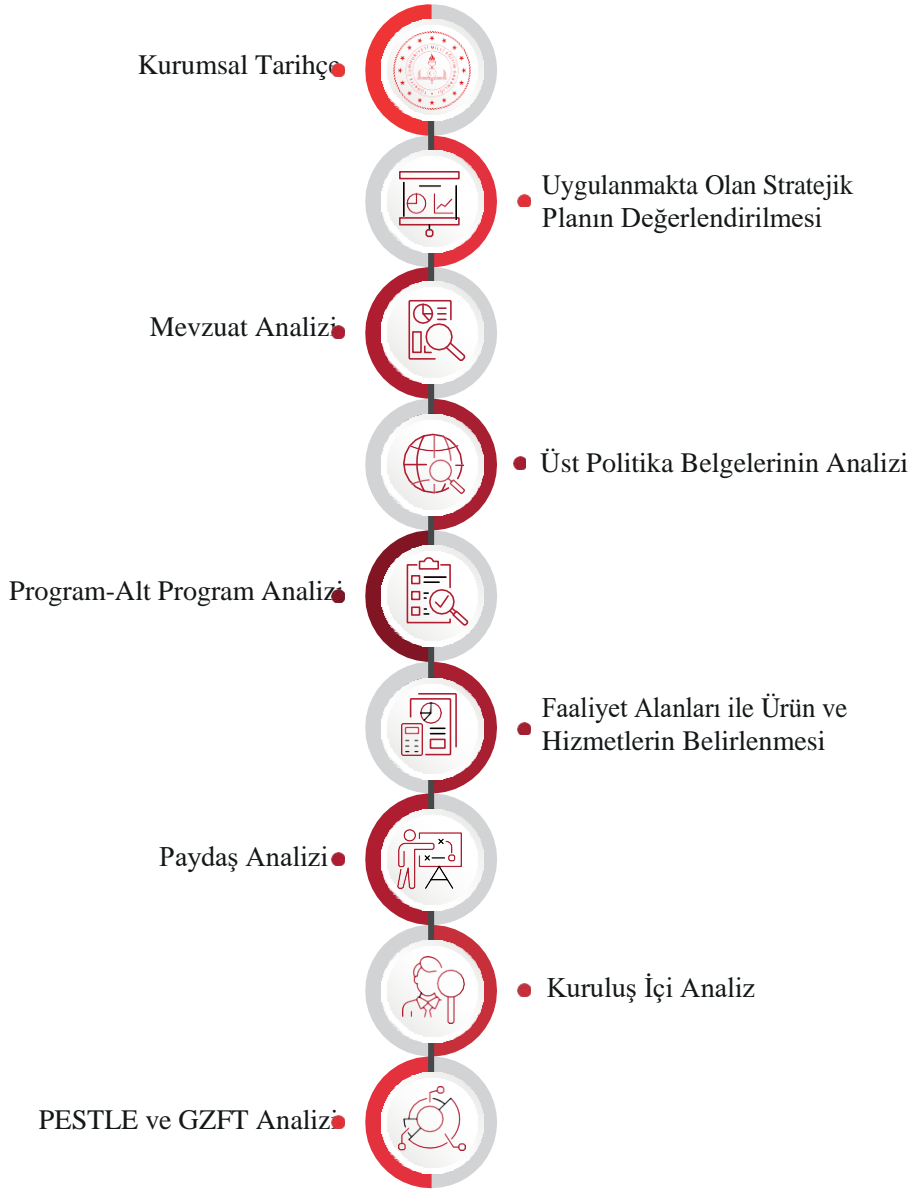 Kurumsal Tarihçe
Uygulanmakta Olan Stratejik
Planın Değerlendirilmesi
Mevzuat Analizi
Üst Politika Belgelerinin Analizi
Program-Alt Program Analizi
Faaliyet Alanları ile Ürün ve
Hizmetlerin Belirlenmesi
Paydaş Analizi
Kuruluş İçi Analiz
PESTLE ve GZFT Analizi